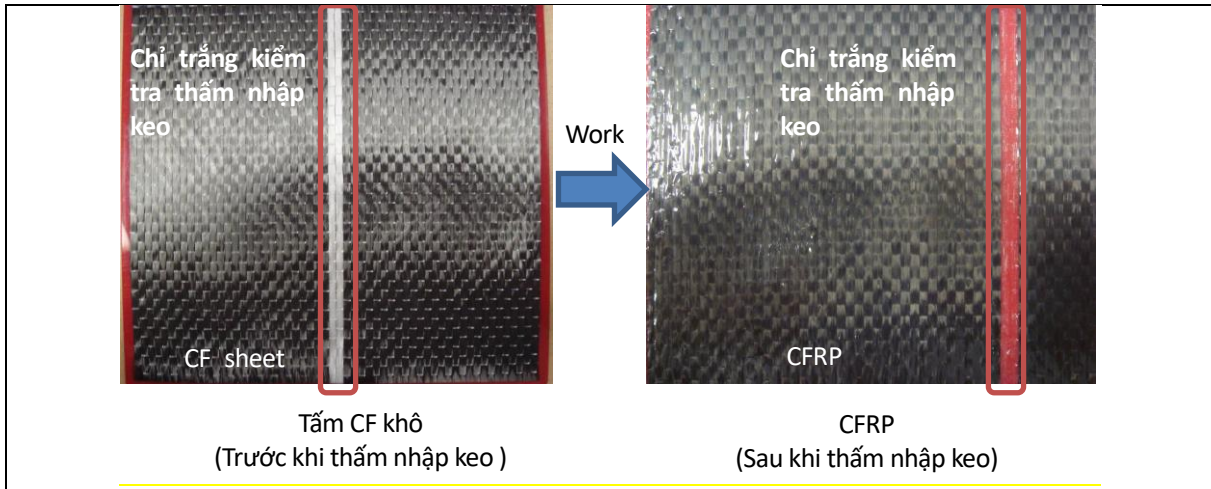 Chỉ trắng kiểm
tra thấm nhập
keo
CF sheet
Work
Chỉ trắng kiểm
tra thấm nhập
keo
CFRP
Tấm CF khô
(Trước khi thấm nhập keo )
CFRP
(Sau khi thấm nhập keo)